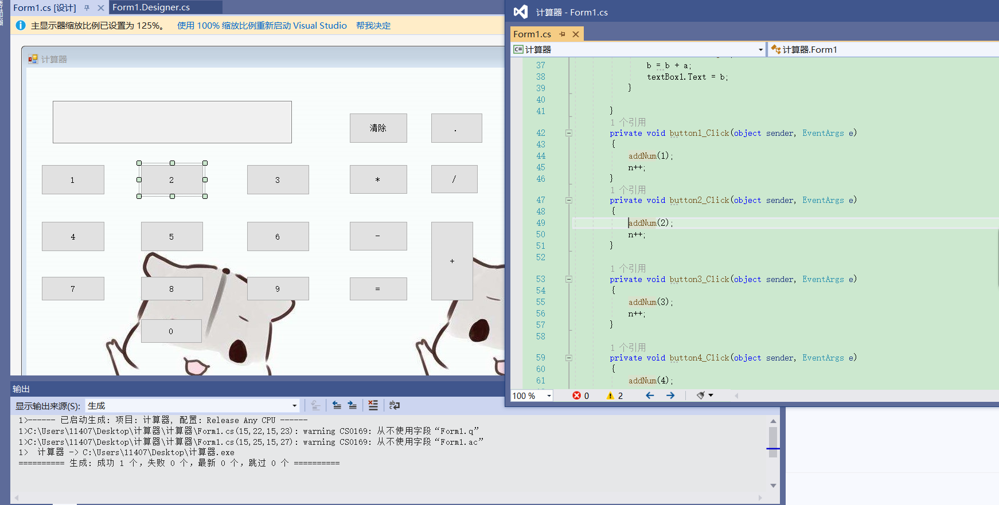 Form1.cs [设计]
Form1.Designer.cs
主显示器缩放比例已设置为 125%。 使用 100% 缩放比例重新启动 Visual Studio 帮我决定
计算器
清除
.
1
2
3
*
/
4
5
6
-
+
7
8
9
=
0
计算器 - Form1.cs
Form1.cs
计算器
计算器.Form1
37 b = b + a;
38 textBox1.Text = b;
39 }
40
41 }
1 个引用
42 private void button1_Click(object sender, EventArgs e)
43 {
44 addNum(1);
45 n++;
46 }
1 个引用
47 private void button2_Click(object sender, EventArgs e)
48 {
49 addNum(2);
50 n++;
51 }
52
1 个引用
53 private void button3_Click(object sender, EventArgs e)
54 {
55 addNum(3);
56 n++;
57 }
58
1 个引用
59 private void button4_Click(object sender, EventArgs e)
60 {
61 addNum(4);
100 %
0
2
输出
显示输出来源(S): 生成
1>------ 已启动生成: 项目: 计算器, 配置: Release Any CPU ------
1>C:\Users\11407\Desktop\计算器\计算器\Form1.cs(15,22,15,23): warning CS0169: 从不使用字段“Form1.q”
1>C:\Users\11407\Desktop\计算器\计算器\Form1.cs(15,25,15,27): warning CS0169: 从不使用字段“Form1.ac”
1> 计算器 -> C:\Users\11407\Desktop\计算器.exe
========== 生成: 成功 1 个，失败 0 个，最新 0 个，跳过 0 个 ==========